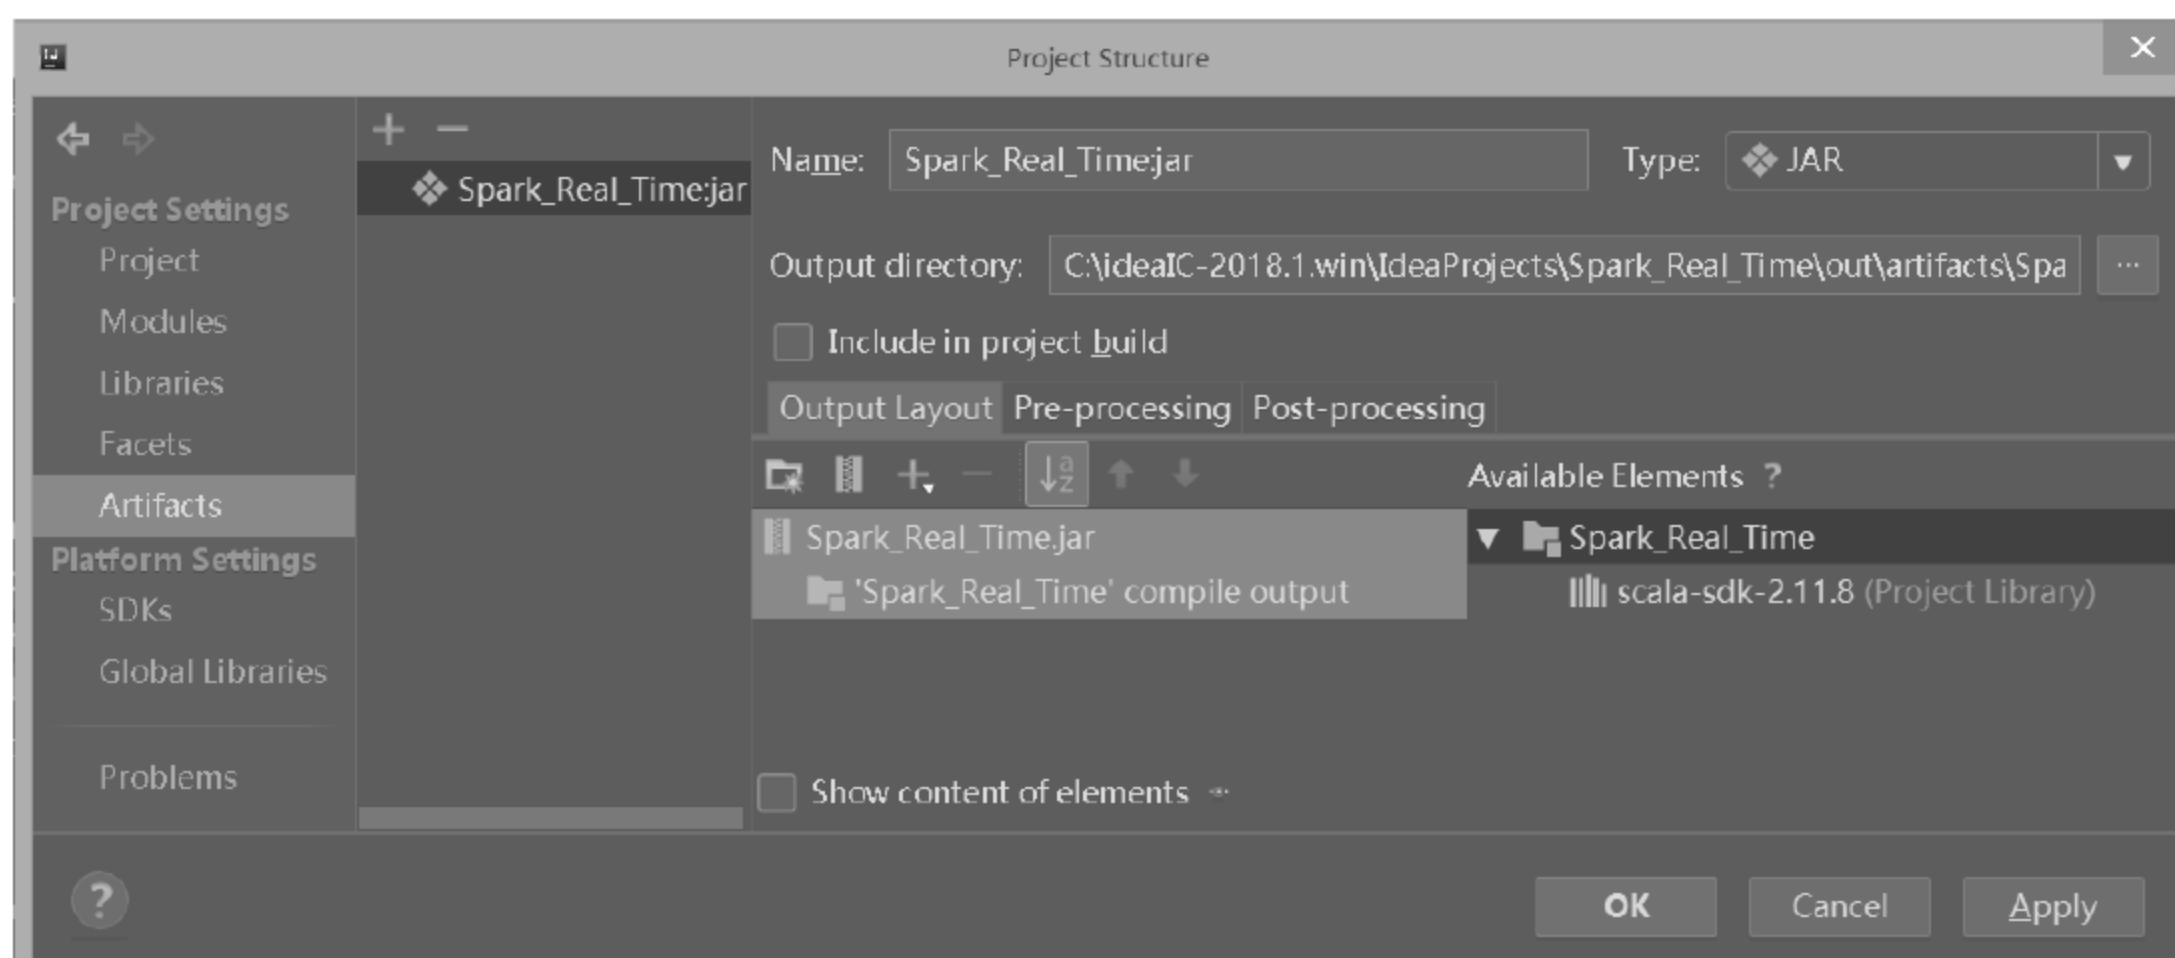 Project Structure
Project Settings
Project
Modules
Libraries
Facets
Artifacts
Platform Settings
SDKs
Global Libraries
Problems
Spark_Real_Time:jar
Name: Spark_Real_Time:jar Type: JAR
Output directory: C:\ideaIC-2018.1.win\IdeaProjects\Spark_Real_Time\out\artifacts\Spa ...
Include in project build
Output Layout Pre-processing Post-processing
Available Elements ?
Spark_Real_Time.jar
'Spark_Real_Time' compile output
Spark_Real_Time
scala-sdk-2.11.8 (Project Library)
Show content of elements
? OK Cancel Apply